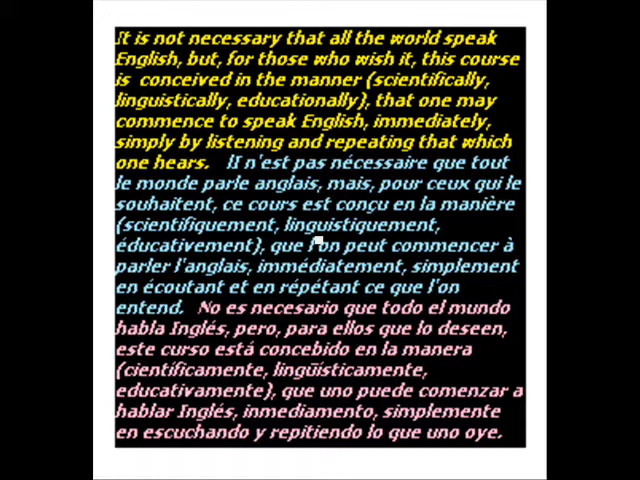 It is not necessary that all the world speak
English, but, for those who wish it, this course
is conceived in the manner (scientifically,
linguistically, educationally), that one may
commence to speak English, immediately,
simply by listening and repeating that which
one hears. Il n'est pas nécessaire que tout
le monde parle anglais, mais, pour ceux qui le
souhaitent, ce cours est conçu en la manière
(scientifiquement, linguistiquement,
éducativement), que l'on peut commencer à
parler l'anglais, immédiatement, simplement
en écoutant et en répétant ce que l'on
entend. No es necesario que todo el mundo
habla Inglés, pero, para ellos que lo deseen,
este curso está concebido en la manera
(cientíificamente, lingüísticamente,
educativamente), que uno puede comenzar a
hablar Inglés, inmediamento, simplemente
en escuchando y repitiendo lo que uno oye.